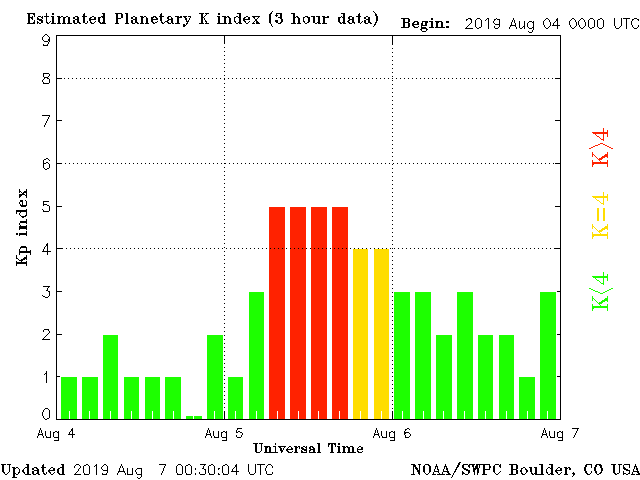 Estimated Planetary K index (3 hour data) Begin: 2019 Aug 04 0000 UTC
9
8
7
6
5
4
3
2
1
0
Kp index
K>4
K=4
K<4
Aug 4 Aug 5 Aug 6 Aug 7
Universal Time
Updated 2019 Aug 7 00:30:04 UTC NOAA/SWPC Boulder, CO USA